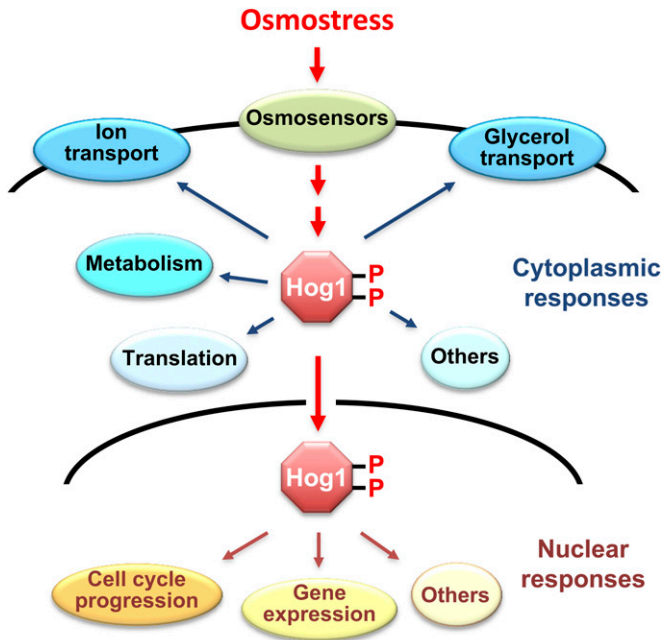 Osmostress
Osmosensors
Ion
transport
Glycerol
transport
Metabolism
Hog1
P
P
Cytoplasmic
responses
Translation
Others
Hog1
P
P
Nuclear
responses
Cell cycle
progression
Gene
expression
Others